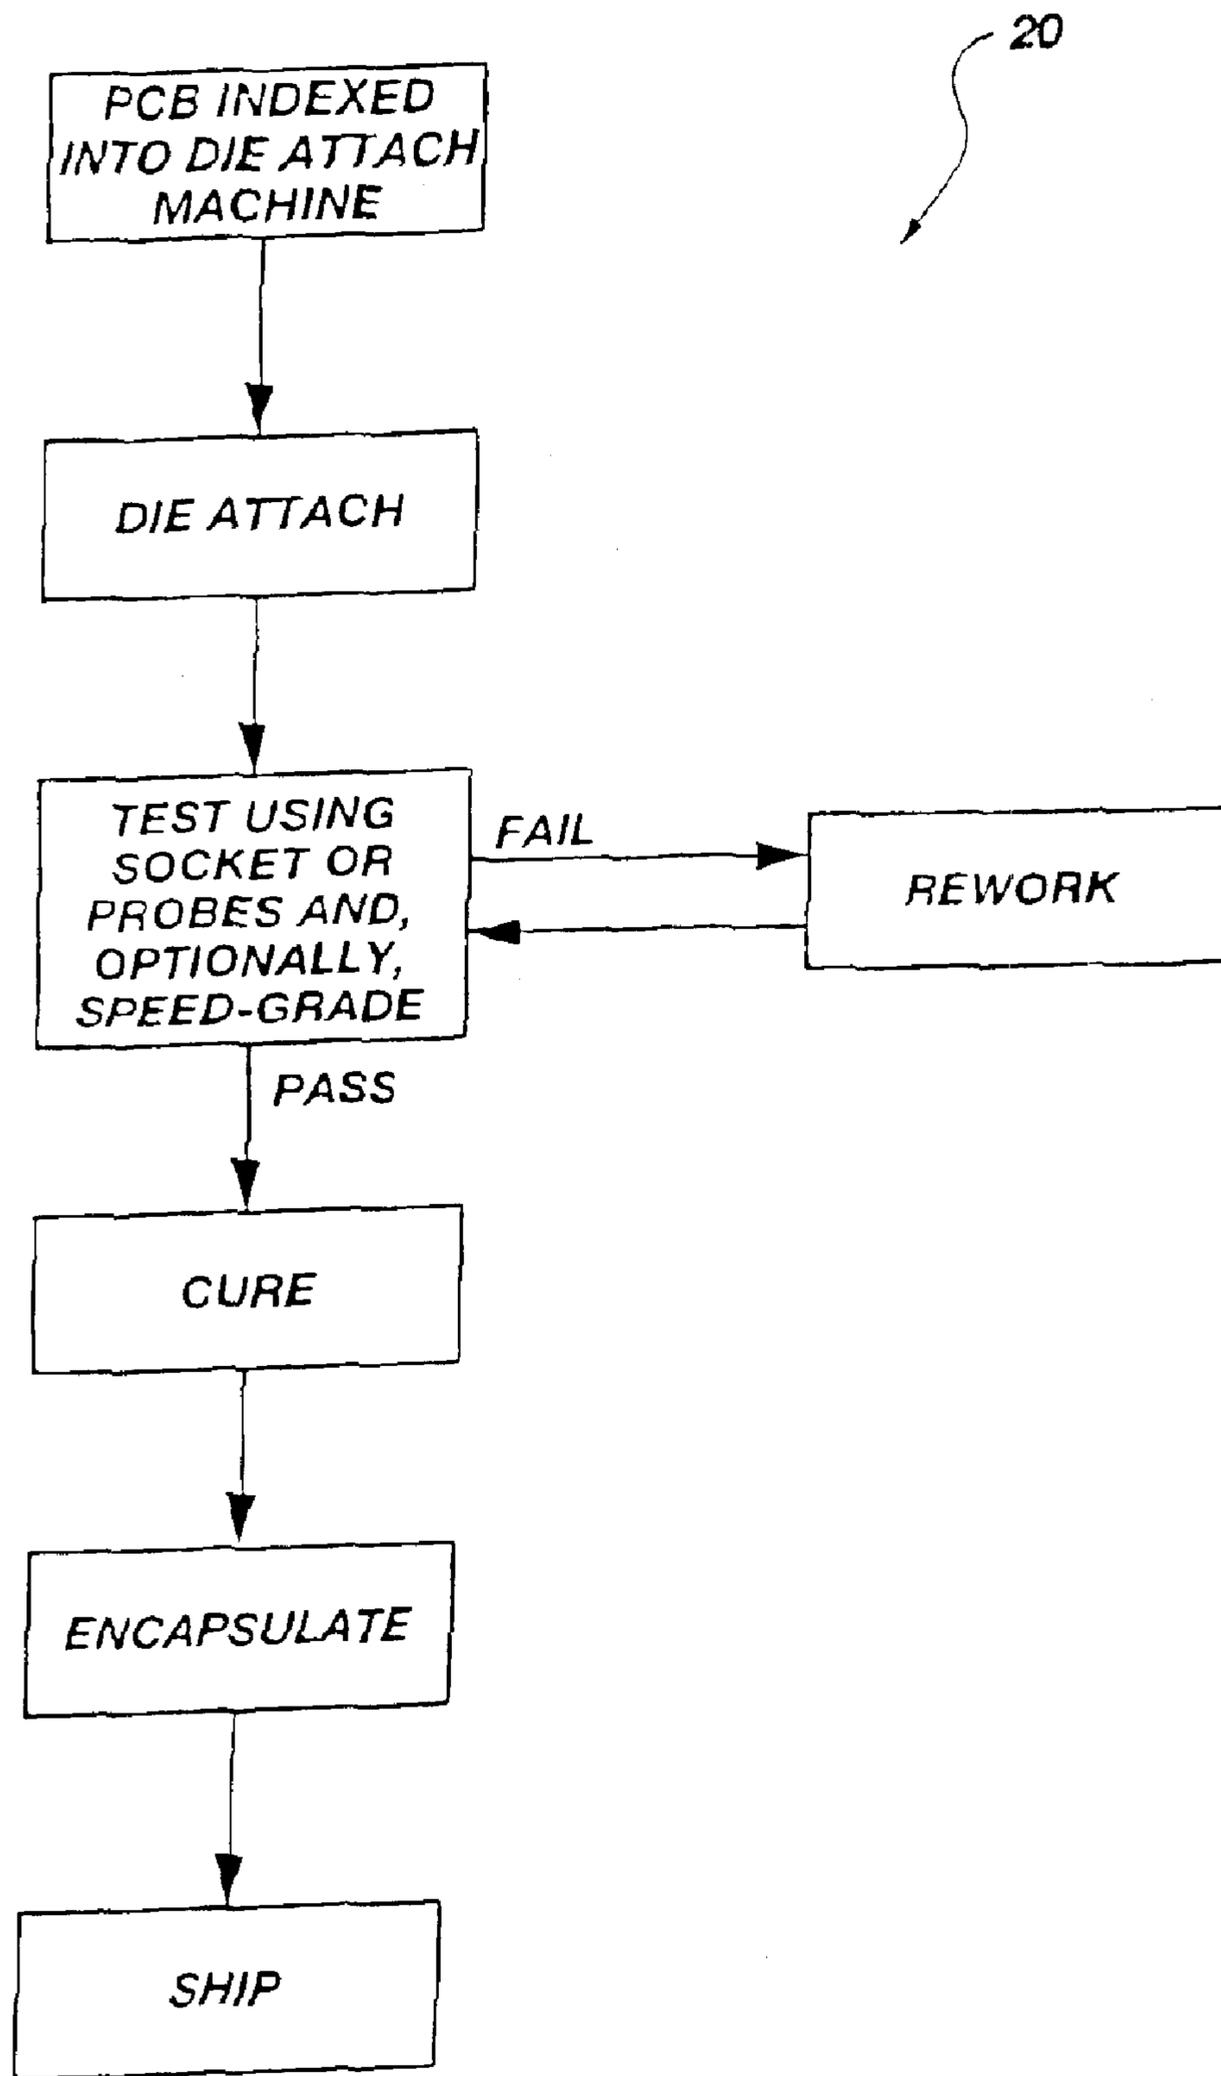 20
PCB INDEXED
INTO DIE ATTACH
MACHINE
DIE ATTACH
TEST USING
SOCKET OR
PROBES AND,
OPTIONALLY,
SPEED-GRADE
FAIL
REWORK
PASS
CURE
ENCAPSULATE
SHIP